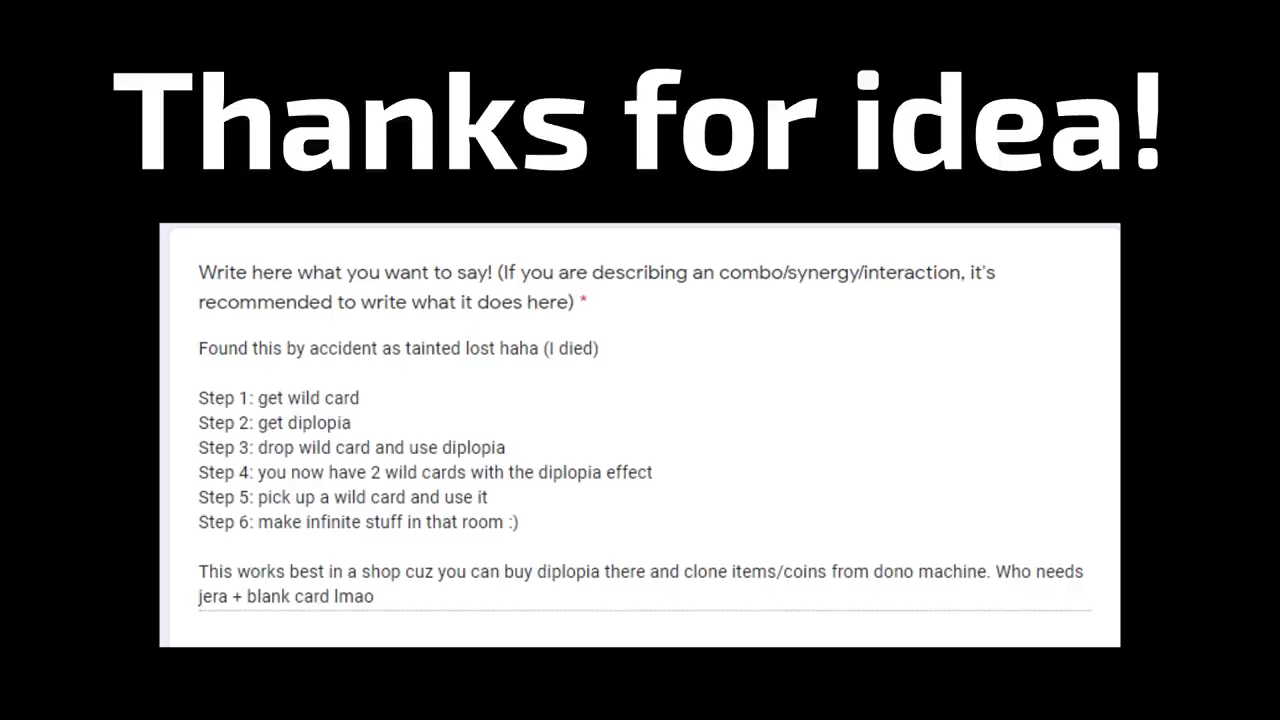 Thanks for idea!
Write here what you want to say! (If you are describing an combo/synergy/interaction, it's
recommended to write what it does here) *
Found this by accident as tainted lost haha (I died)
Step 1: get wild card
Step 2: get diplopia
Step 3: drop wild card and use diplopia
Step 4: you now have 2 wild cards with the diplopia effect
Step 5: pick up a wild card and use it
Step 6: make infinite stuff in that room :)
This works best in a shop cuz you can buy diplopia there and clone items/coins from dono machine. Who needs
jera + blank card lmao